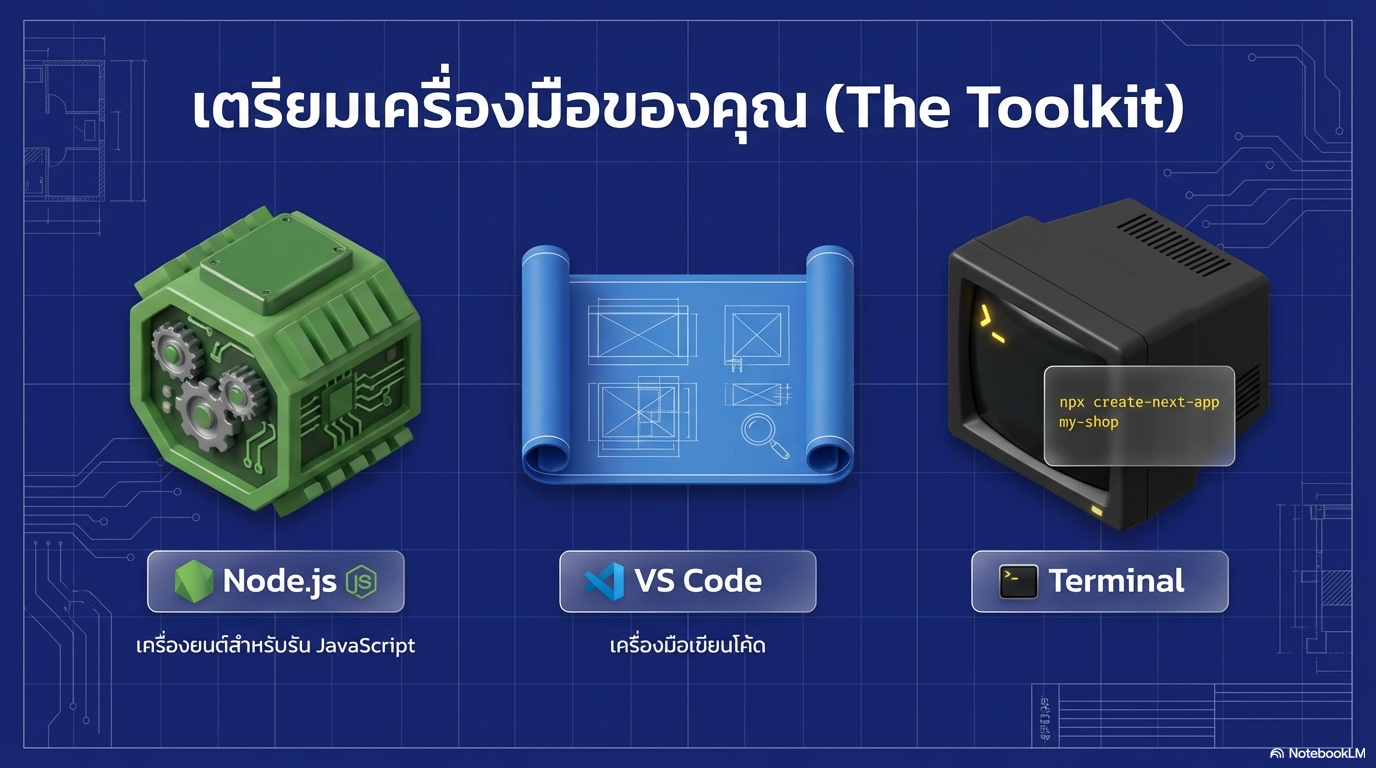 เตรียมเครื่องมือของคุณ (The Toolkit)
npx create-next-app
my-shop
Node.js JS
VS Code
Terminal
เครื่องยนต์สำหรับรัน JavaScript
เครื่องมือเขียนโค้ด
NotebookLM